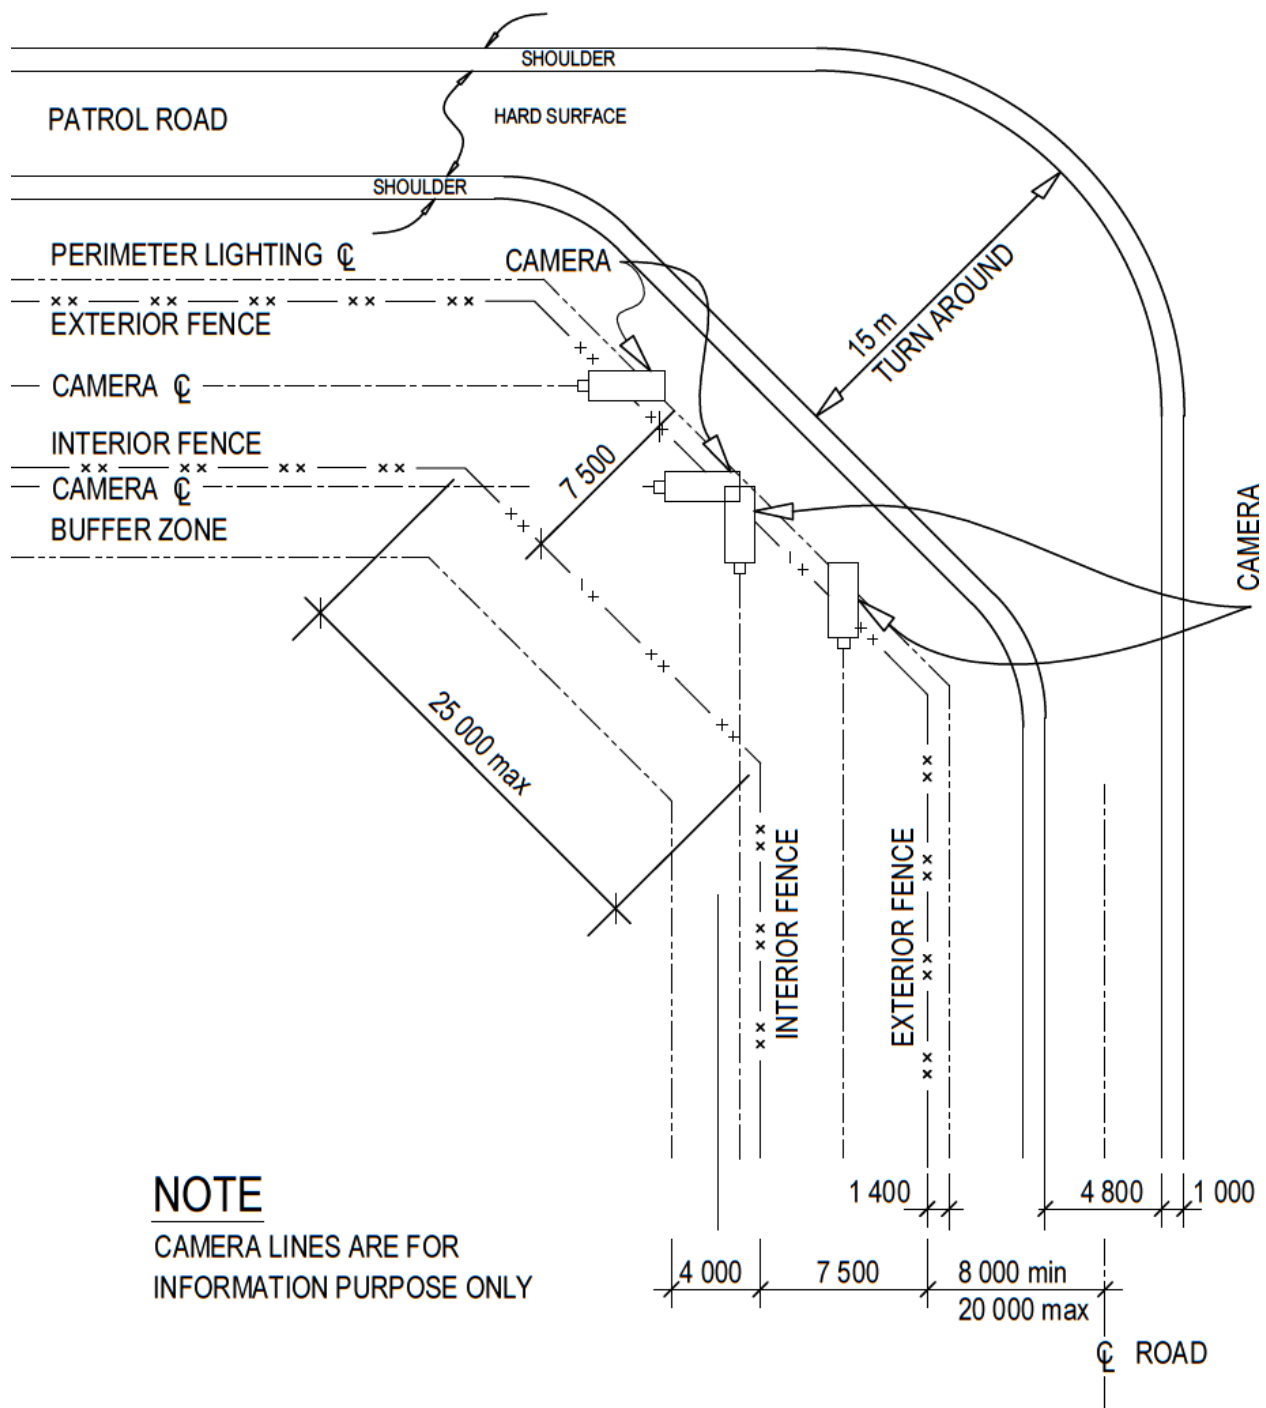 SHOULDER
PATROL ROAD
HARD SURFACE
SHOULDER
PERIMETER LIGHTING ℄
CAMERA
EXTERIOR FENCE
15 m
TURN AROUND
CAMERA ℄
INTERIOR FENCE
7 500
CAMERA ℄
BUFFER ZONE
CAMERA
25 000 max
INTERIOR FENCE
EXTERIOR FENCE
NOTE
CAMERA LINES ARE FOR
INFORMATION PURPOSE ONLY
1 400
4 800
1 000
4 000
7 500
8 000 min
20 000 max
℄ ROAD